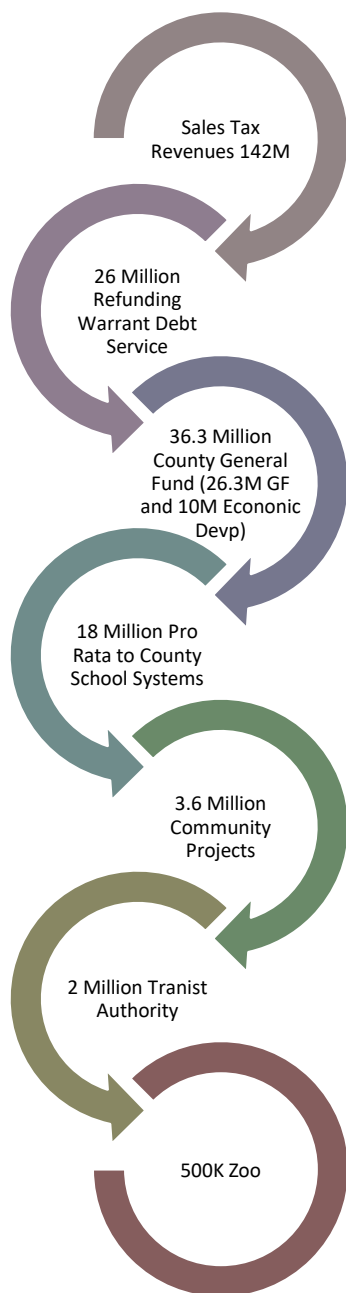 Sales Tax
Revenues 142M
26 Million
Refunding
Warrant Debt
Service
36.3 Million
County General
Fund (26.3M GF
and 10M Econonic
Devp)
18 Million Pro
Rata to County
School Systems
3.6 Million
Community
Projects
2 Million Tranist
Authority
500K Zoo